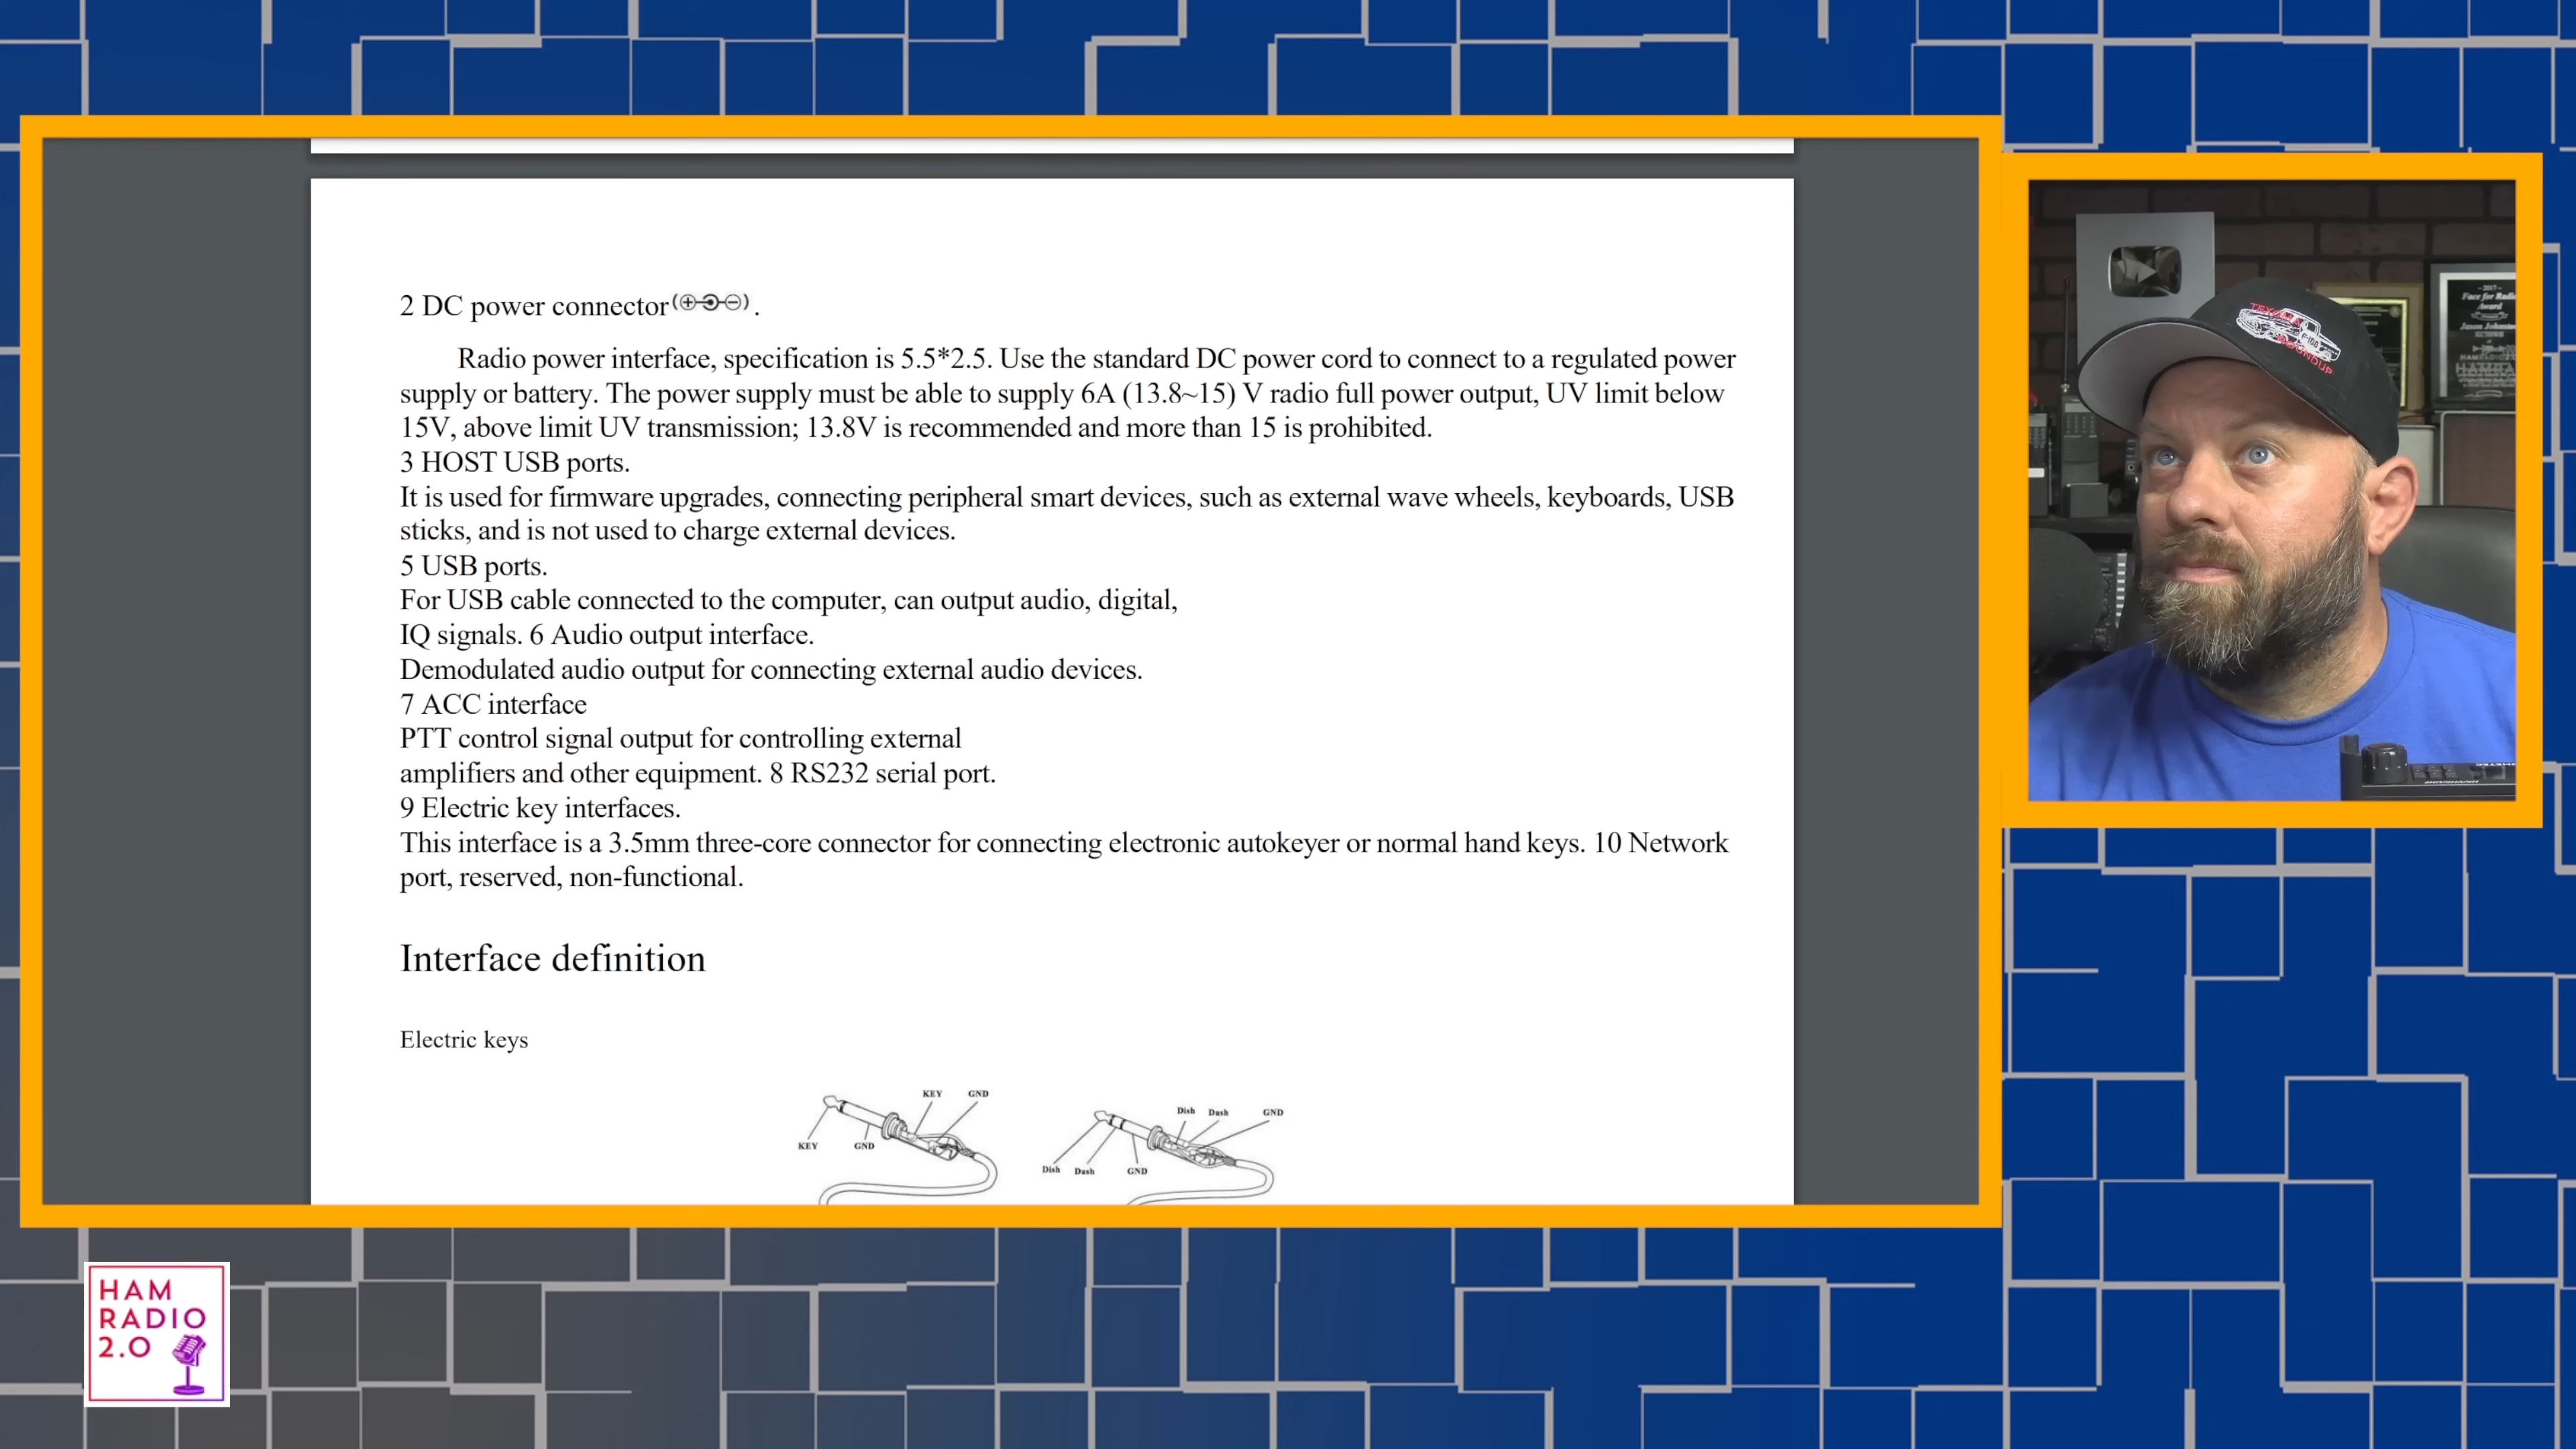 2 DC power connector(+-).
Radio power interface, specification is 5.5*2.5. Use the standard DC power cord to connect to a regulated power
supply or battery. The power supply must be able to supply 6A (13.8~15) V radio full power output, UV limit below
15V, above limit UV transmission; 13.8V is recommended and more than 15 is prohibited.
3 HOST USB ports.
It is used for firmware upgrades, connecting peripheral smart devices, such as external wave wheels, keyboards, USB
sticks, and is not used to charge external devices.
5 USB ports.
For USB cable connected to the computer, can output audio, digital,
IQ signals. 6 Audio output interface.
Demodulated audio output for connecting external audio devices.
7 ACC interface
PTT control signal output for controlling external
amplifiers and other equipment. 8 RS232 serial port.
9 Electric key interfaces.
This interface is a 3.5mm three-core connector for connecting electronic autokeyer or normal hand keys. 10 Network
port, reserved, non-functional.
Interface definition
Electric keys
KEY GND
KEY GND
Dish Dash GND
Dish Dash GND
2017
Face for Radio
Award
Jason
F-100
ROUNDUP
HAM
RADIO
2.0